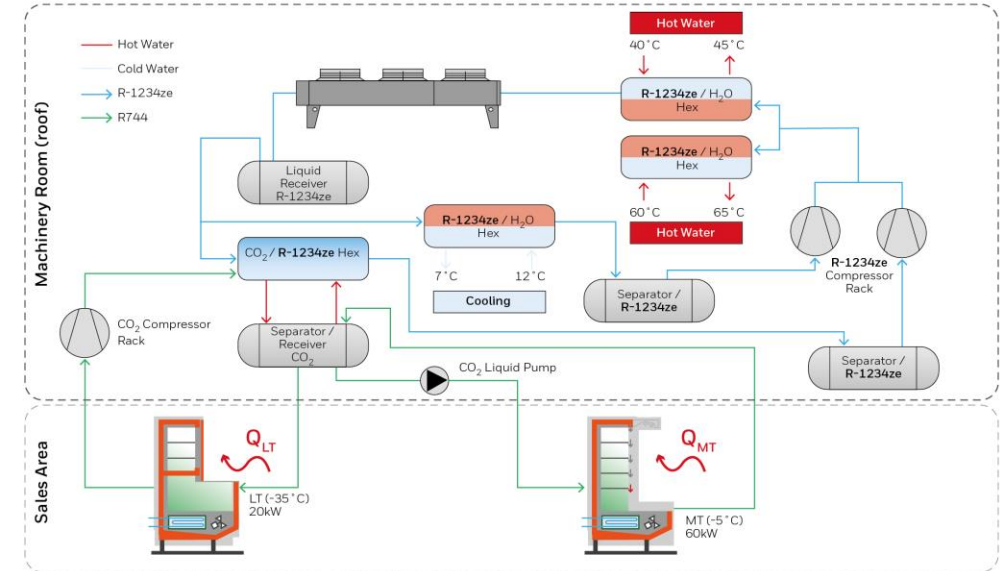 Machinery Room (roof)
Hot Water
Cold Water
R-1234ze
R744
Hot Water
40˚C 45˚C
R-1234ze / H₂O
Hex
R-1234ze / H₂O
Hex
60˚C 65˚C
Hot Water
Liquid
Receiver
R-1234ze
R-1234ze / H₂O
Hex
7˚C 12˚C
Cooling
CO₂ / R-1234ze Hex
R-1234ze
Compressor
Rack
Separator /
R-1234ze
CO₂ Compressor
Rack
Separator /
Receiver
CO₂
CO₂ Liquid Pump
Separator /
R-1234ze
Sales Area
Q_LT
LT (-35˚C)
20kW
Q_MT
MT (-5˚C)
60kW